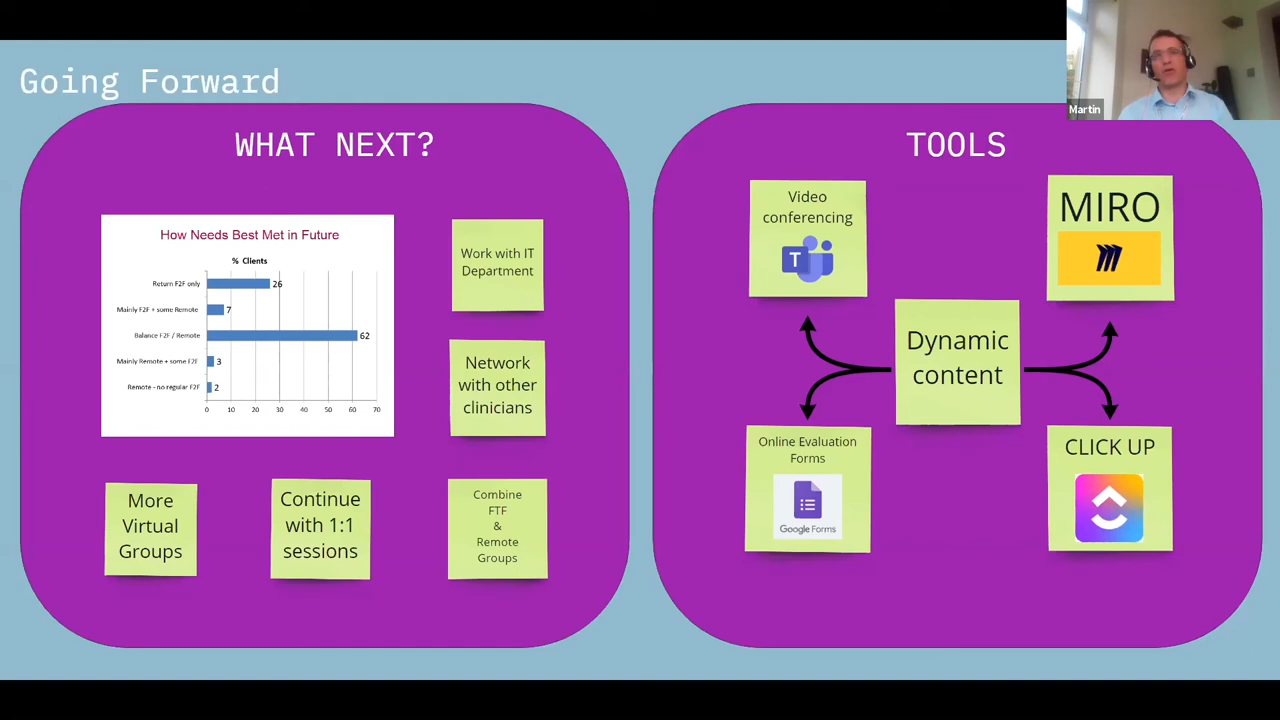 Going Forward
WHAT NEXT?
How Needs Best Met in Future
% Clients
Return F2F only
26
Mainly F2F + some Remote
7
Balance F2F / Remote
62
Mainly Remote + some F2F
3
Remote - no regular F2F
2
0 10 20 30 40 50 60 70
Work with IT
Department
Network
with other
clinicians
More
Virtual
Groups
Continue
with 1:1
sessions
Combine
FTF
&
Remote
Groups
TOOLS
Video
conferencing
T
MIRO
Dynamic
content
Online Evaluation
Forms
Google Forms
CLICK UP
Martin